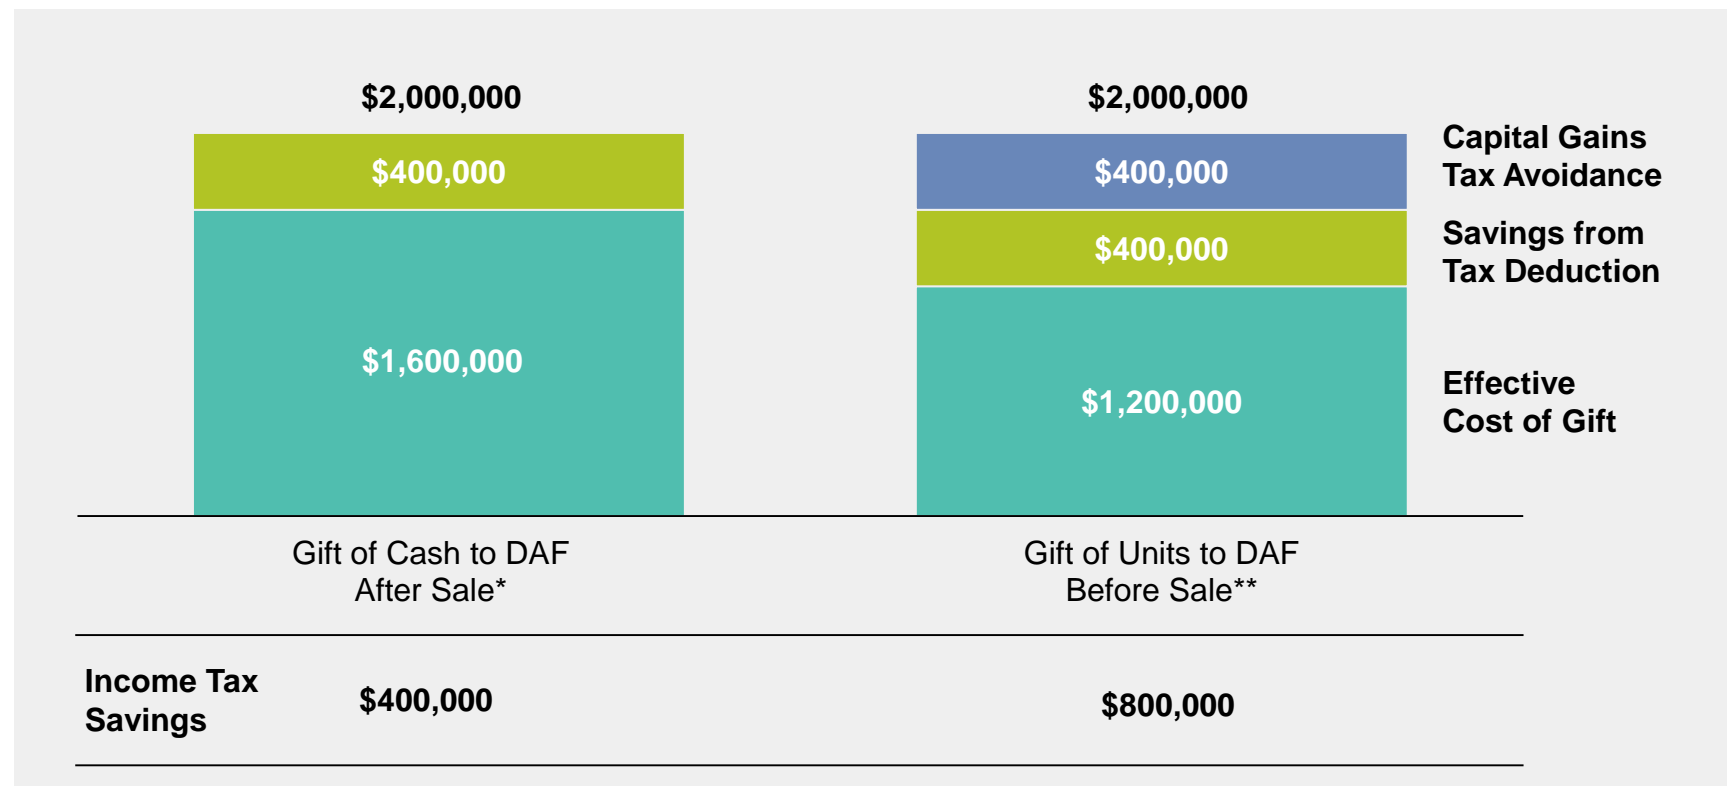 $2,000,000
$2,000,000
$400,000
$1,600,000
$400,000
$400,000
$1,200,000
Capital Gains
Tax Avoidance
Savings from
Tax Deduction
Effective
Cost of Gift
Gift of Cash to DAF
After Sale*
Gift of Units to DAF
Before Sale**
Income Tax
Savings
$400,000
$800,000